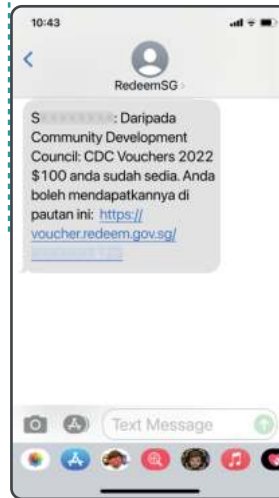 10:43
RedeemSG
S : Daripada
Community Development
Council: CDC Vouchers 2022
$100 anda sudah sedia. Anda
boleh mendapatkannya di
pautan ini: https://
voucher.redeem.gov.sg/
Text Message